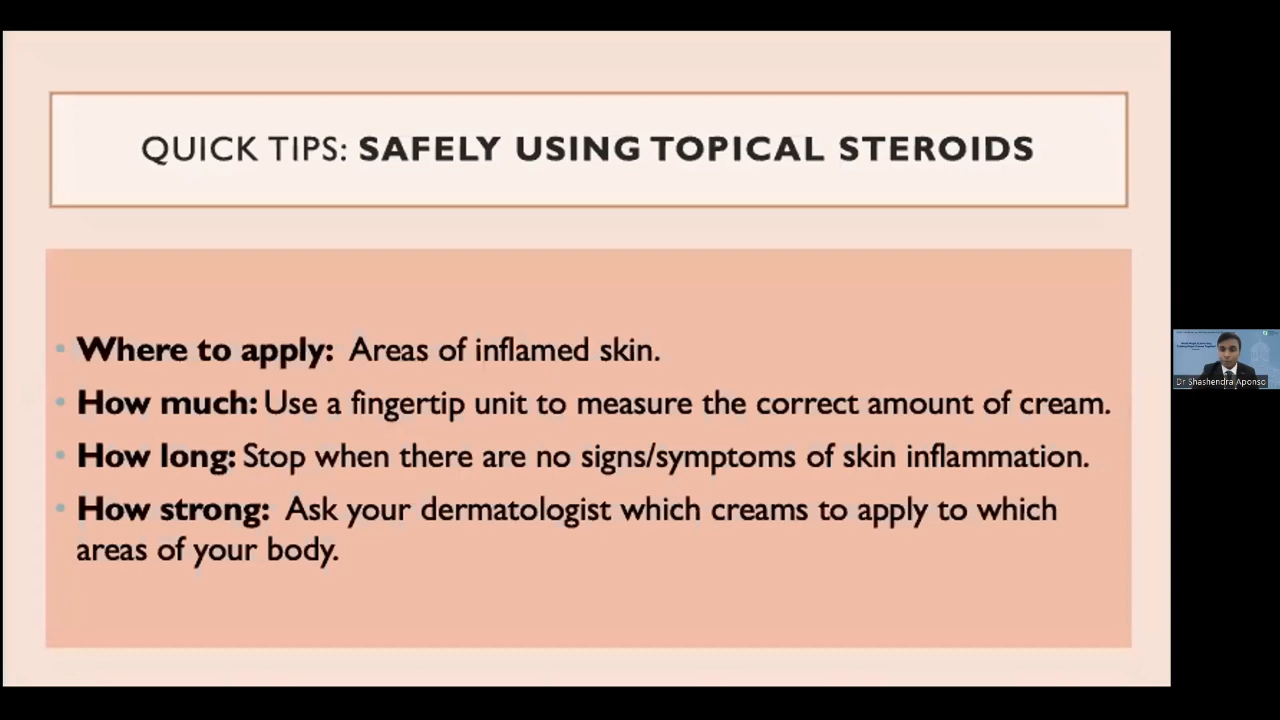 QUICK TIPS: SAFELY USING TOPICAL STEROIDS
• Where to apply: Areas of inflamed skin.
• How much: Use a fingertip unit to measure the correct amount of cream.
• How long: Stop when there are no signs/symptoms of skin inflammation.
• How strong: Ask your dermatologist which creams to apply to which
areas of your body.
Dr Shashendra Aponso